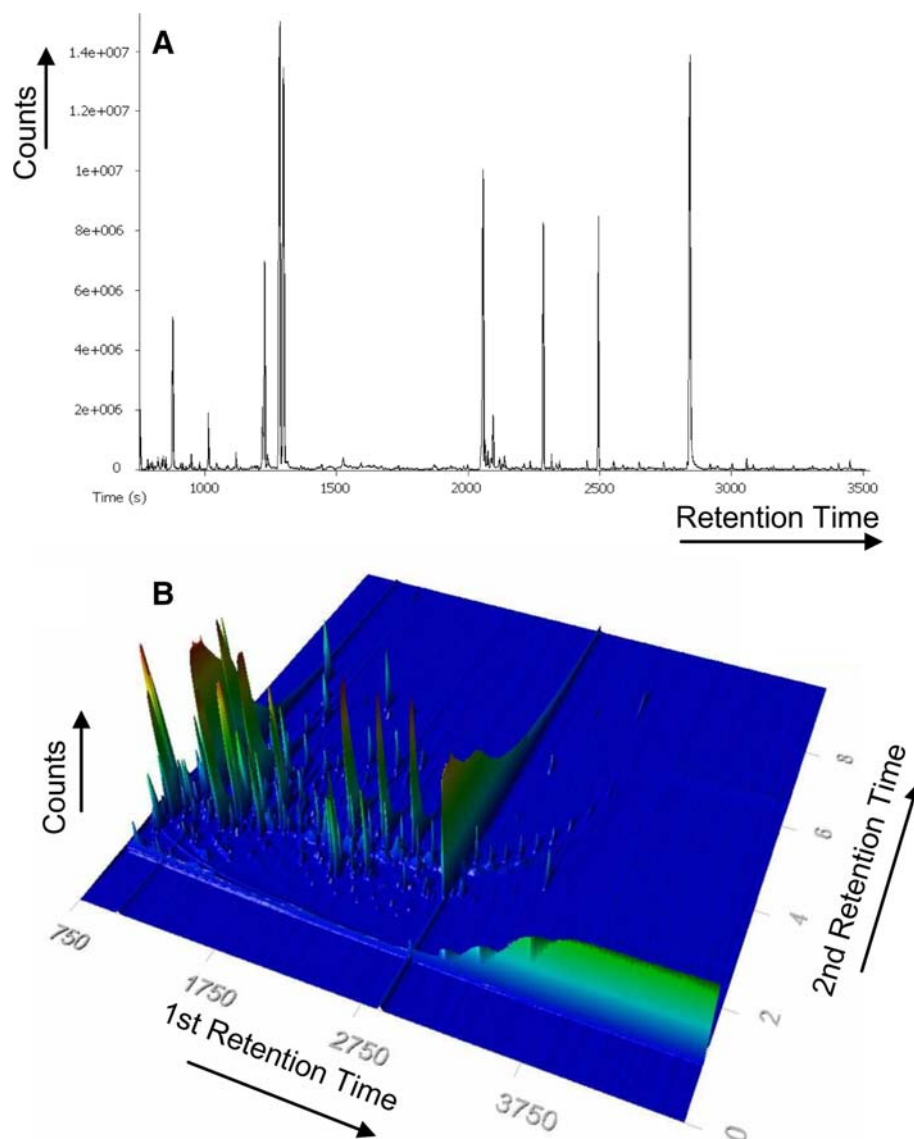 A
Counts
1.4e+007
1.2e+007
1e+007
8e+006
6e+006
4e+006
2e+006
0
Time (s)
1000
1500
2000
2500
3000
3500
Retention Time
B
Counts
750
1750
2750
3750
1st Retention Time
0
2
4
6
8
2nd Retention Time